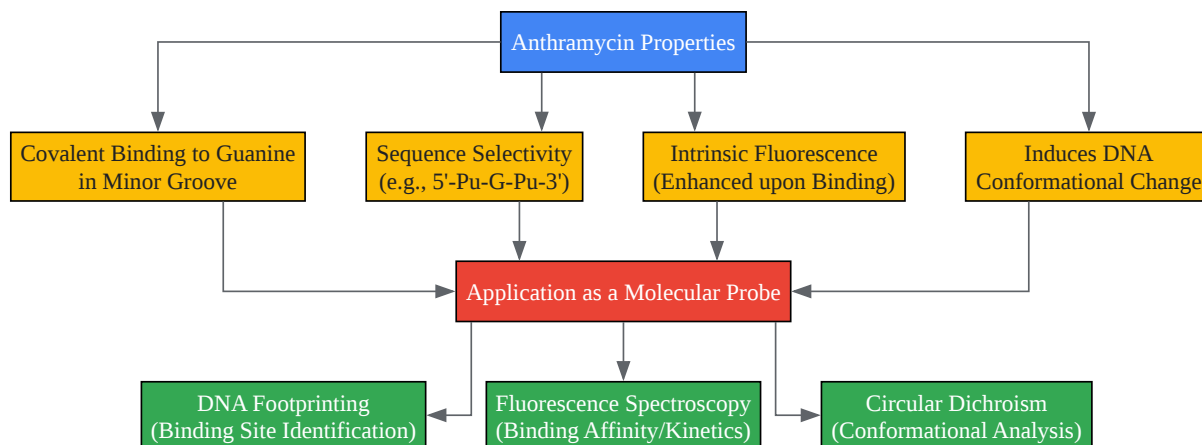 Anthramycin Properties
Covalent Binding to Guanine
in Minor Groove
Sequence Selectivity
(e.g., 5'-Pu-G-Pu-3')
Intrinsic Fluorescence
(Enhanced upon Binding)
Induces DNA
Conformational Change
Application as a Molecular Probe
DNA Footprinting
(Binding Site Identification)
Fluorescence Spectroscopy
(Binding Affinity/Kinetics)
Circular Dichroism
(Conformational Analysis)